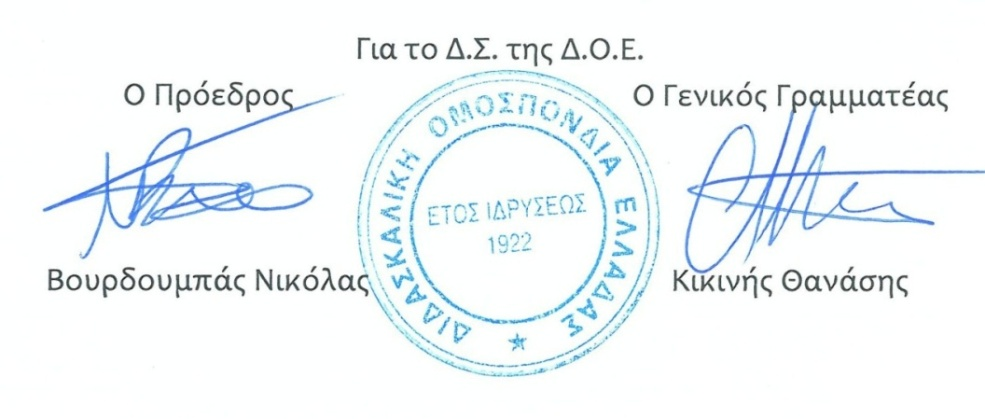 Για το Δ.Σ. της Δ.Ο.Ε.
Ο Πρόεδρος
Ο Γενικός Γραμματέας
ΔΙΔΑΣΚΑΛΙΚΗ ΟΜΟΣΠΟΝΔΙΑ ΕΛΛΑΔΑΣ
ΕΤΟΣ ΙΔΡΥΣΕΩΣ
1922
Βουρδουμπάς Νικόλας
Κικινής Θανάσης